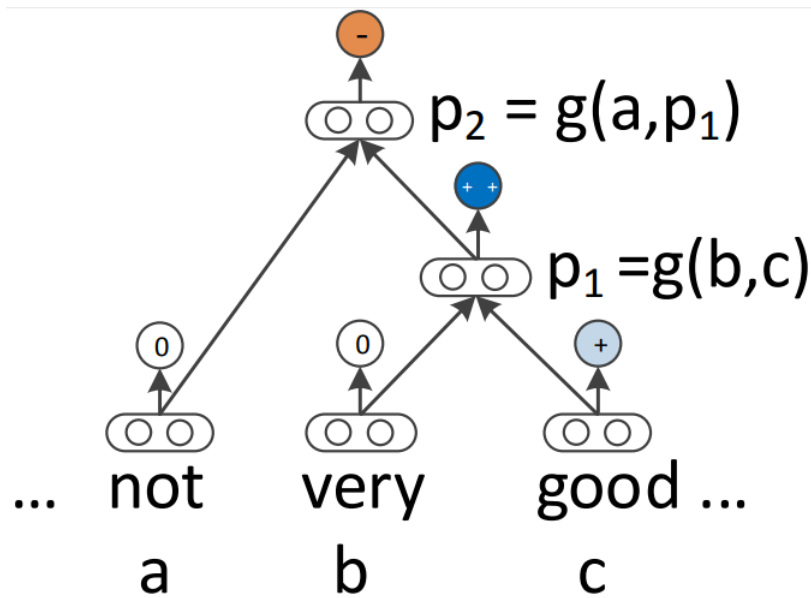 -
p₂ = g(a,p₁)
+ +
p₁ =g(b,c)
0 0 +
... not very good ...
a b c